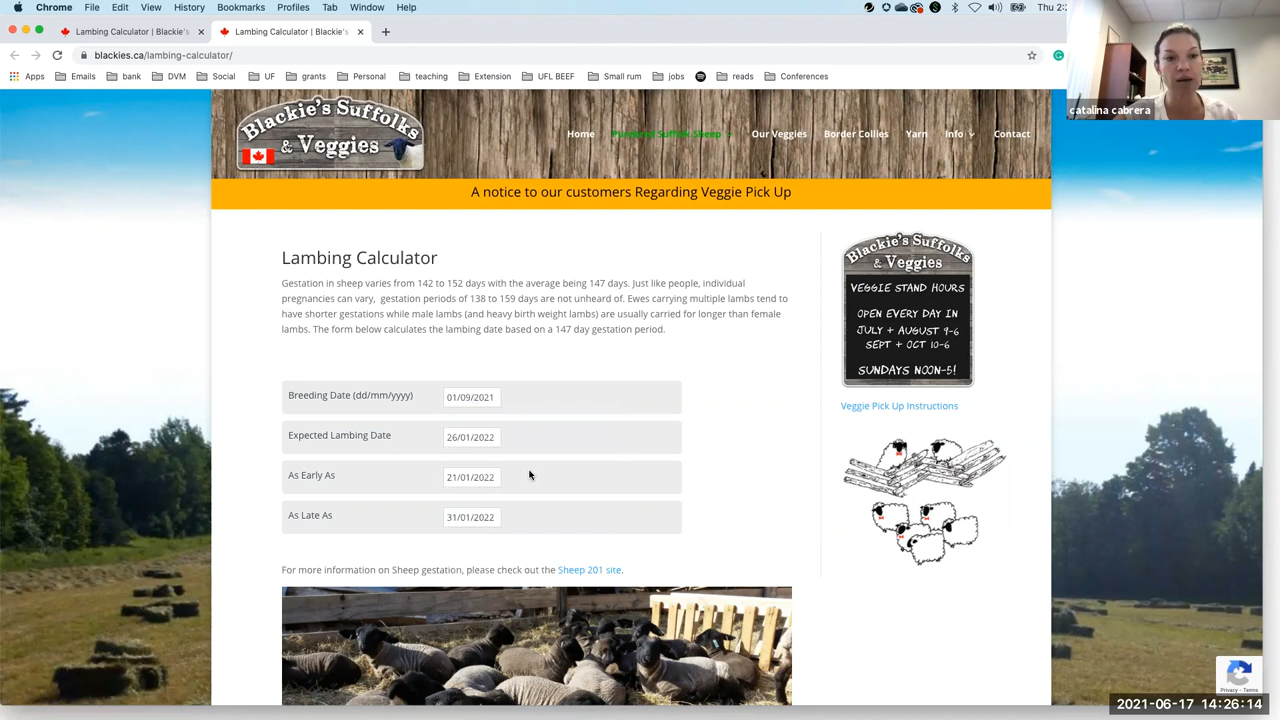 Chrome File Edit View History Bookmarks Profiles Tab Window Help
Thu 2:
Lambing Calculator | Blackie's
Lambing Calculator | Blackie's
blackies.ca/lambing-calculator/
Apps Emails bank DVM Social UF grants Personal teaching Extension UFL BEEF Small rum jobs reads Conferences
catalina cabrera
Blackie's Suffolks
& Veggies
Home Purebred Suffolk Sheep Our Veggies Border Collies Yarn Info Contact
A notice to our customers Regarding Veggie Pick Up
Lambing Calculator
Gestation in sheep varies from 142 to 152 days with the average being 147 days. Just like people, individual
pregnancies can vary, gestation periods of 138 to 159 days are not unheard of. Ewes carrying multiple lambs tend to
have shorter gestations while male lambs (and heavy birth weight lambs) are usually carried for longer than female
lambs. The form below calculates the lambing date based on a 147 day gestation period.
Breeding Date (dd/mm/yyyy) 01/09/2021
Expected Lambing Date 26/01/2022
As Early As 21/01/2022
As Late As 31/01/2022
For more information on Sheep gestation, please check out the Sheep 201 site.
Blackie's Suffolks
& Veggies
VEGGIE STAND HOURS
OPEN EVERY DAY IN
JULY + AUGUST 9-6
SEPT + OCT 10-6
SUNDAYS NOON-5!
Veggie Pick Up Instructions
Privacy - Terms
2021-06-17 14:26:14